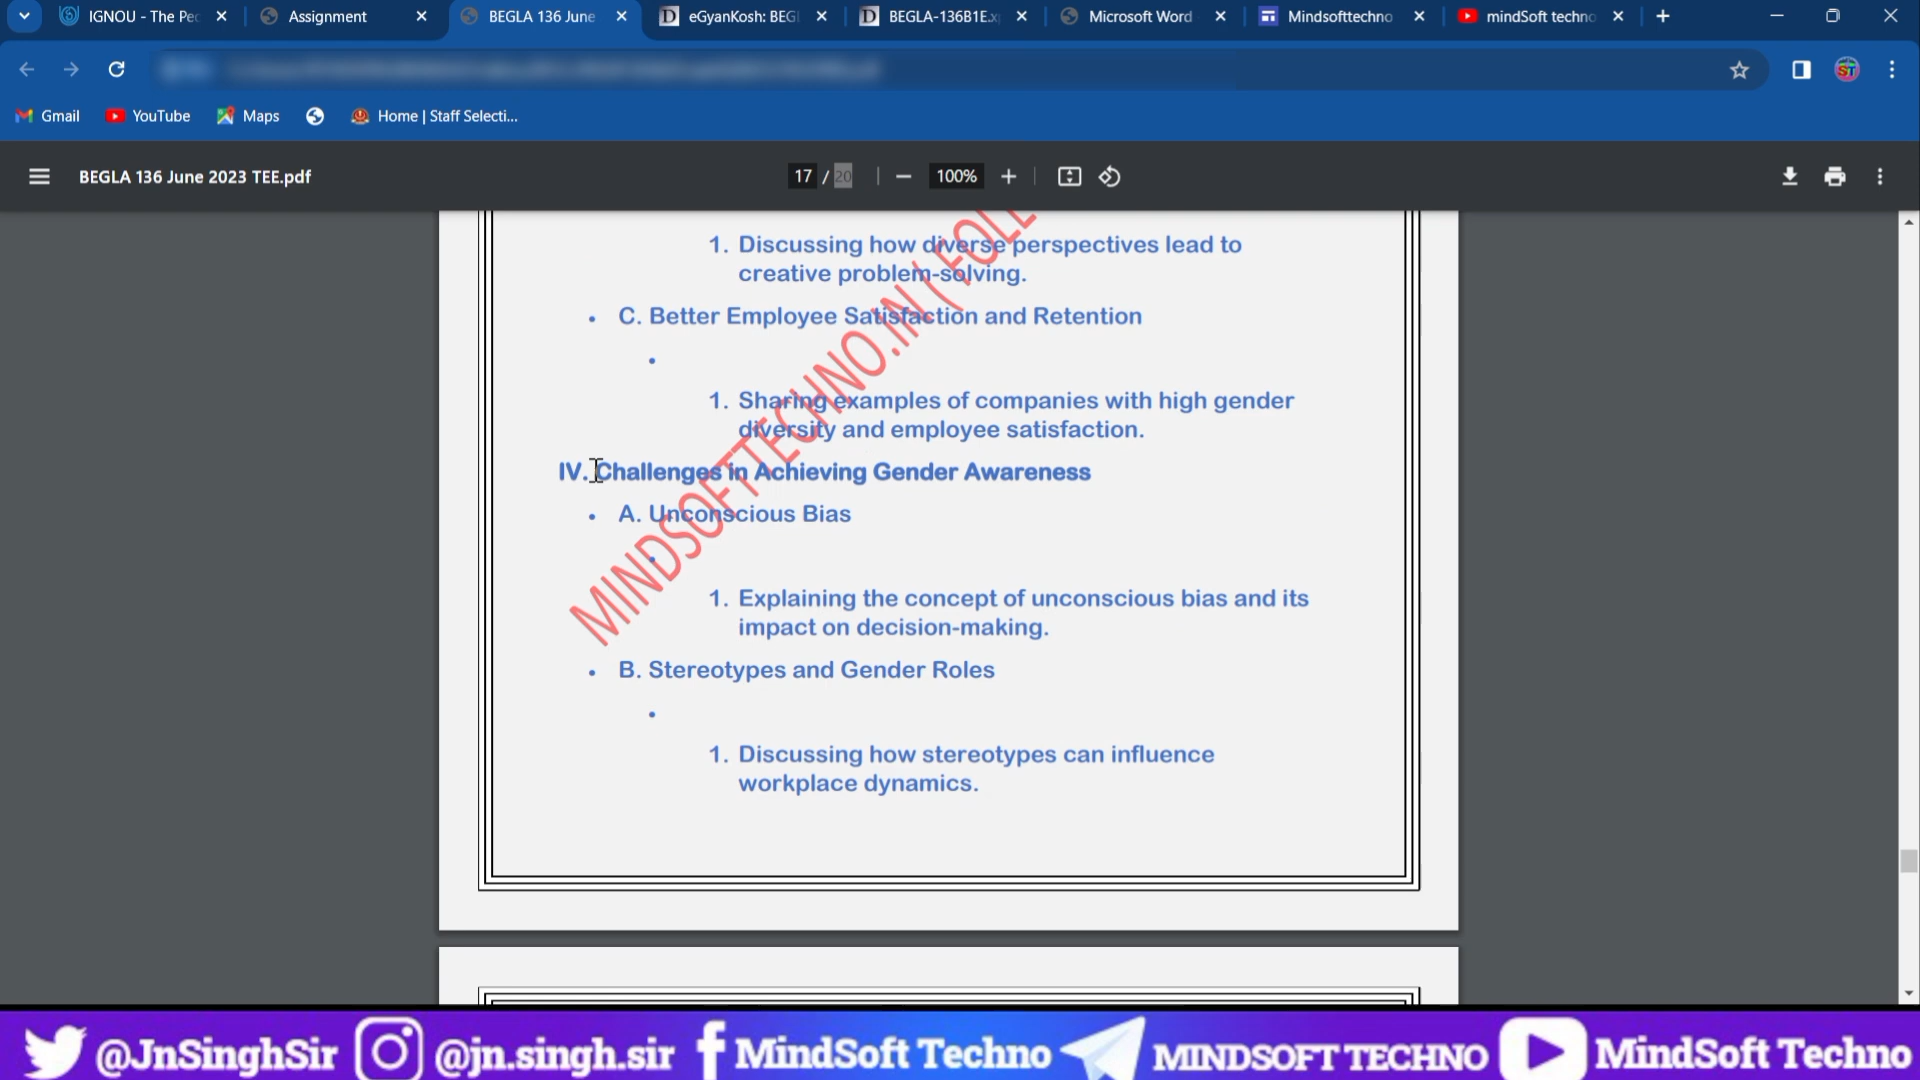 IGNOU - The Pe
Assignment
BEGLA 136 June
eGyanKosh: BEG
BEGLA-136B1E.x
Microsoft Word
Mindsofttechno
mindSoft techno
Gmail
YouTube
Maps
Home | Staff Selecti...
BEGLA 136 June 2023 TEE.pdf
17 / 20
100%
1. Discussing how diverse perspectives lead to
creative problem-solving.
• C. Better Employee Satisfaction and Retention
•
1. Sharing examples of companies with high gender
diversity and employee satisfaction.
IV. Challenges in Achieving Gender Awareness
• A. Unconscious Bias
•
1. Explaining the concept of unconscious bias and its
impact on decision-making.
• B. Stereotypes and Gender Roles
•
1. Discussing how stereotypes can influence
workplace dynamics.
MINDSOFTTECHNO.IN ( FOLL
@JnSinghSir @jn.singh.sir MindSoft Techno MINDSOFT TECHNO MindSoft Techno